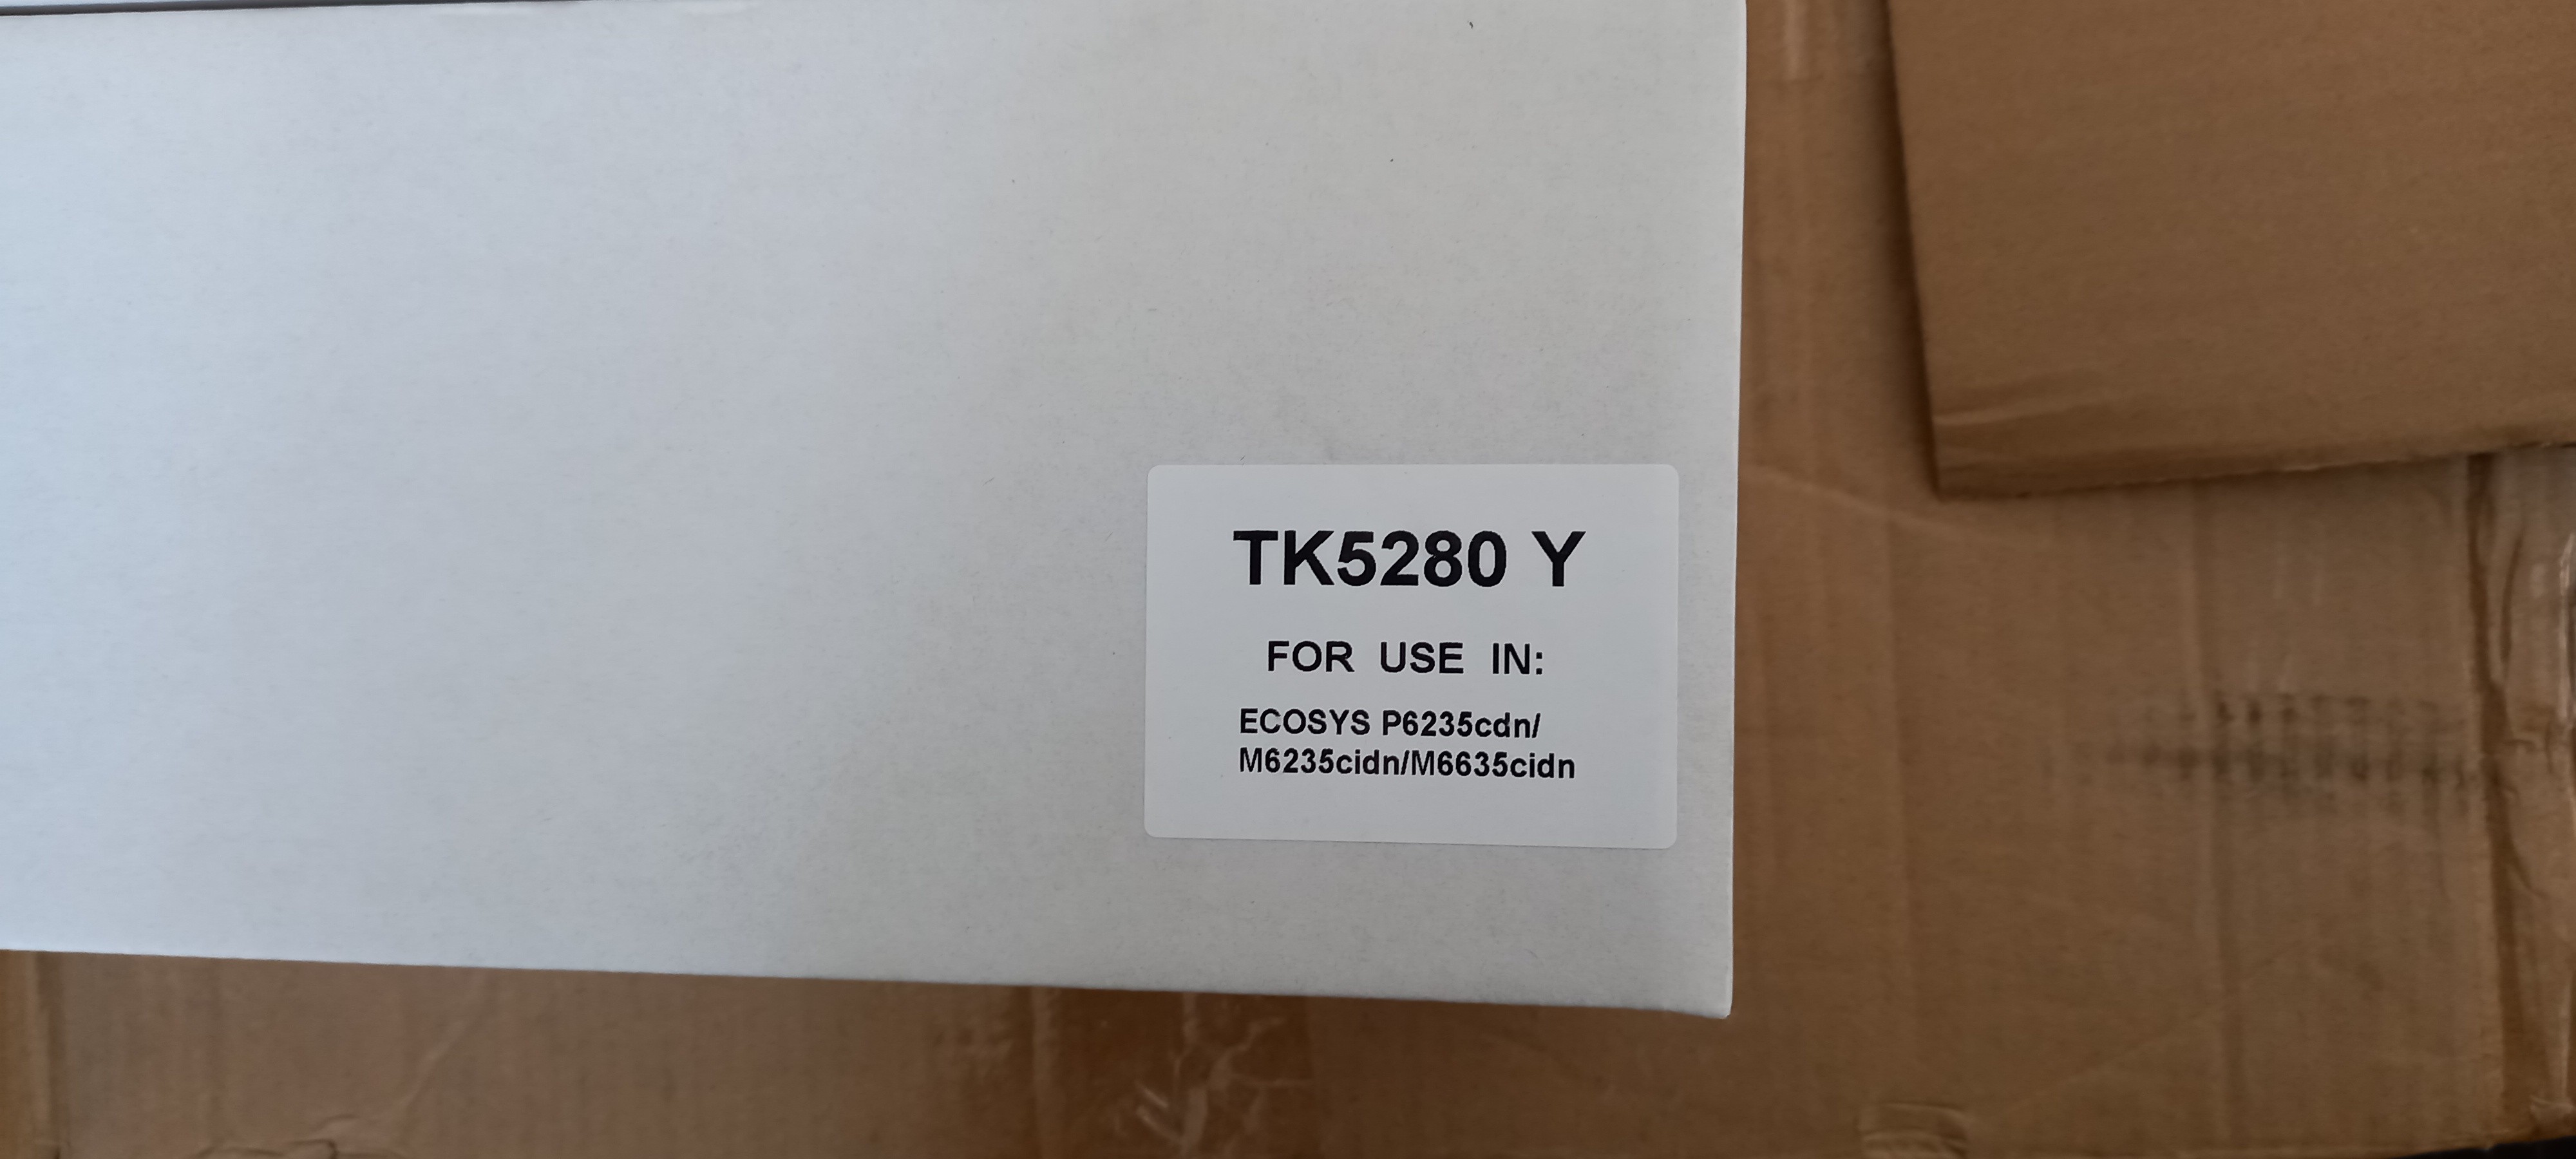 TK5280 Y
FOR USE IN:
ECOSYS P6235cdn/
M6235cidn/M6635cidn